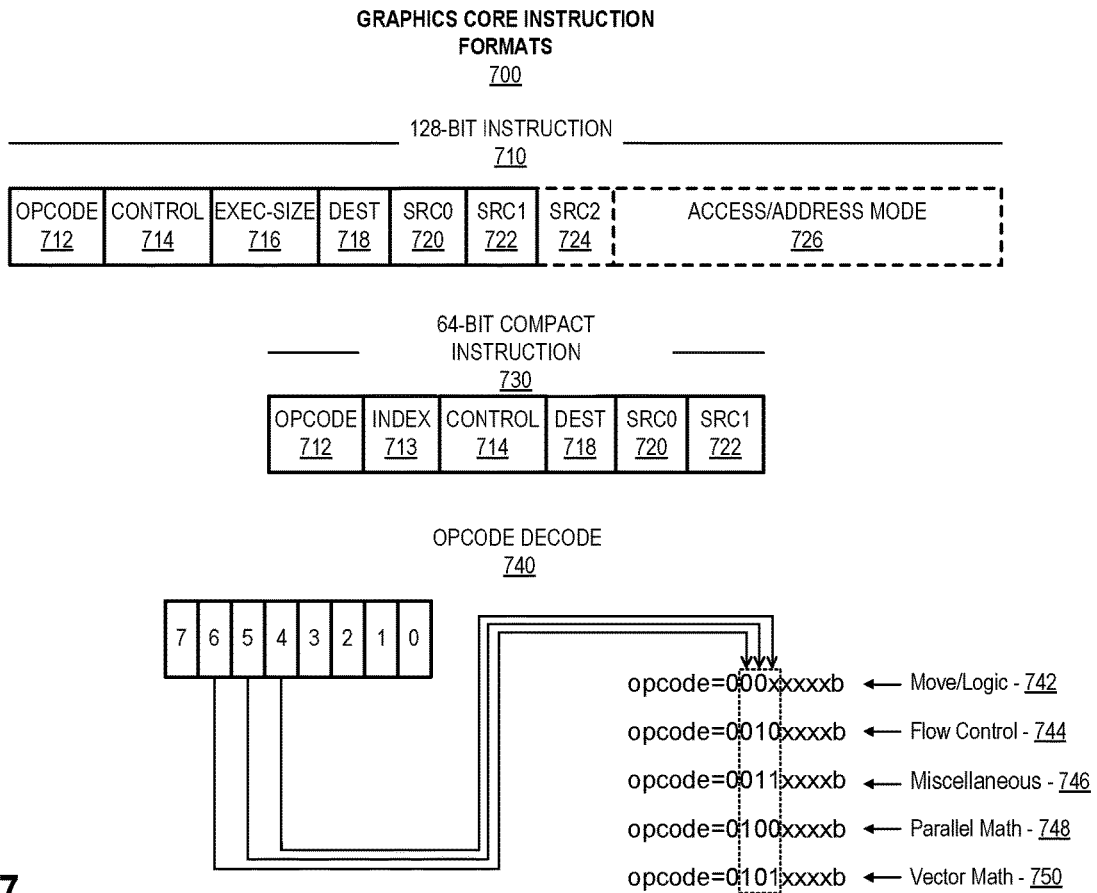 GRAPHICS CORE INSTRUCTION
FORMATS
700
128-BIT INSTRUCTION
710
OPCODE CONTROL EXEC-SIZE DEST SRC0 SRC1 SRC2 ACCESS/ADDRESS MODE
712 714 716 718 720 722 724 726
64-BIT COMPACT
INSTRUCTION
730
OPCODE INDEX CONTROL DEST SRC0 SRC1
712 713 714 718 720 722
OPCODE DECODE
740
7 6 5 4 3 2 1 0
opcode=000xxxxxb Move/Logic - 742
opcode=0010xxxxb Flow Control - 744
opcode=0011xxxxb Miscellaneous - 746
opcode=0100xxxxb Parallel Math - 748
opcode=0101xxxxb Vector Math - 750
7